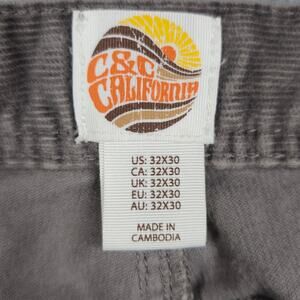 C&C
CALIFORNIA
US: 32X30
CA: 32X30
UK: 32X30
EU: 32X30
AU: 32X30
MADE IN
CAMBODIA